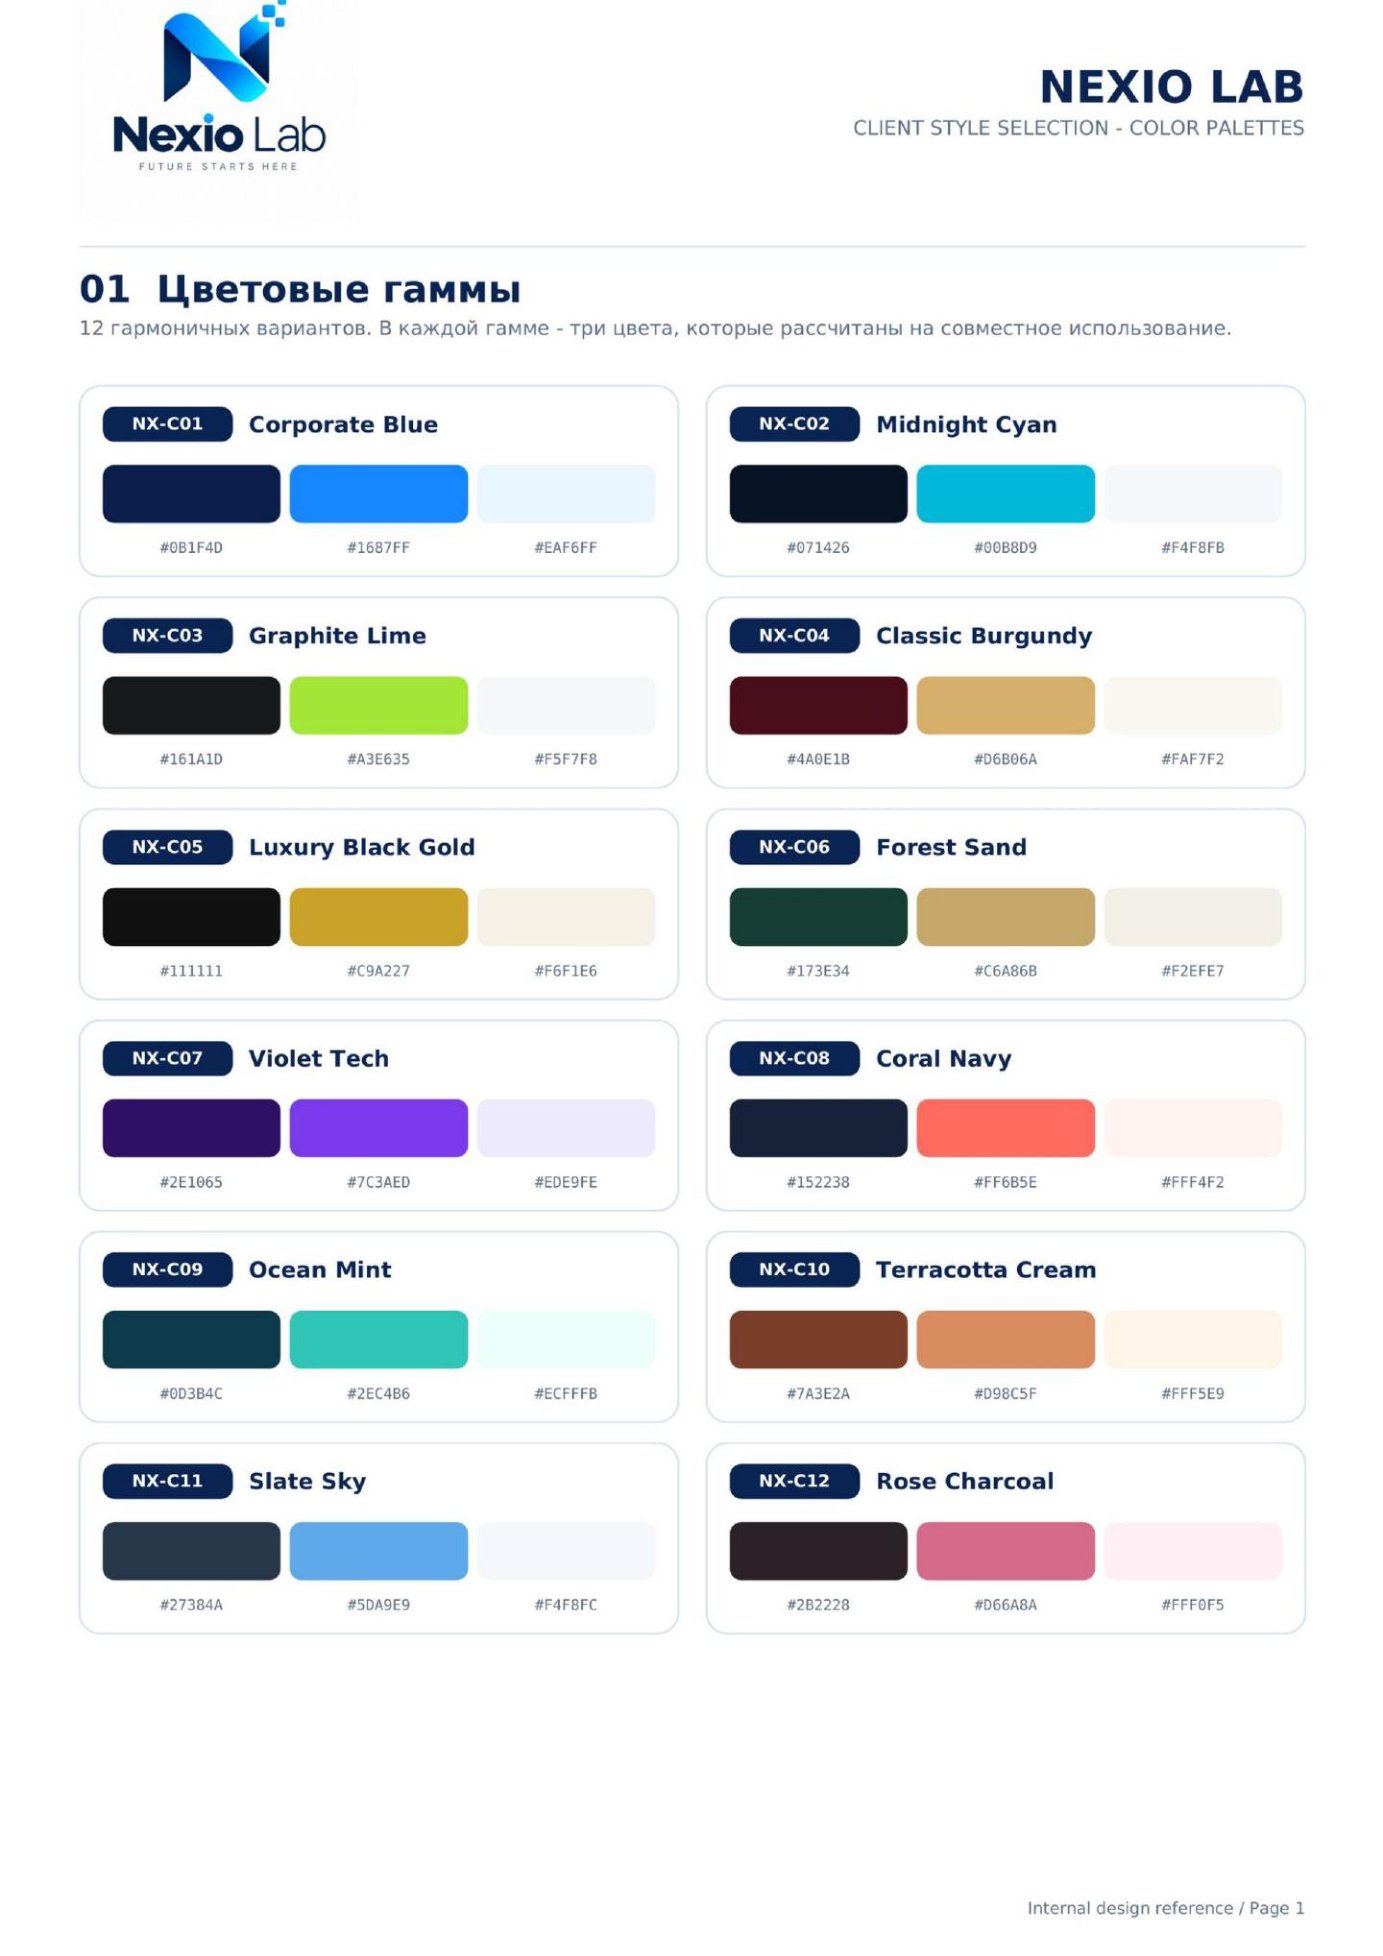 Nexio Lab
FUTURE STARTS HERE
NEXIO LAB
CLIENT STYLE SELECTION - COLOR PALETTES
01 Цветовые гаммы
12 гармоничных вариантов. В каждой гамме - три цвета, которые рассчитаны на совместное использование.
NX-C01 Corporate Blue
#0B1F4D #1687FF #EAF6FF
NX-C02 Midnight Cyan
#071426 #00B8D9 #F4F8FB
NX-C03 Graphite Lime
#161A1D #A3E635 #F5F7F8
NX-C04 Classic Burgundy
#4A0E1B #D6B06A #FAF7F2
NX-C05 Luxury Black Gold
#111111 #C9A227 #F6F1E6
NX-C06 Forest Sand
#173E34 #C6A86B #F2EFE7
NX-C07 Violet Tech
#2E1065 #7C3AED #EDE9FE
NX-C08 Coral Navy
#152238 #FF6B5E #FFF4F2
NX-C09 Ocean Mint
#0D3B4C #2EC4B6 #ECFFFB
NX-C10 Terracotta Cream
#7A3E2A #D98C5F #FFF5E9
NX-C11 Slate Sky
#27384A #5DA9E9 #F4F8FC
NX-C12 Rose Charcoal
#2B2228 #D66A8A #FFF0F5
Internal design reference / Page 1